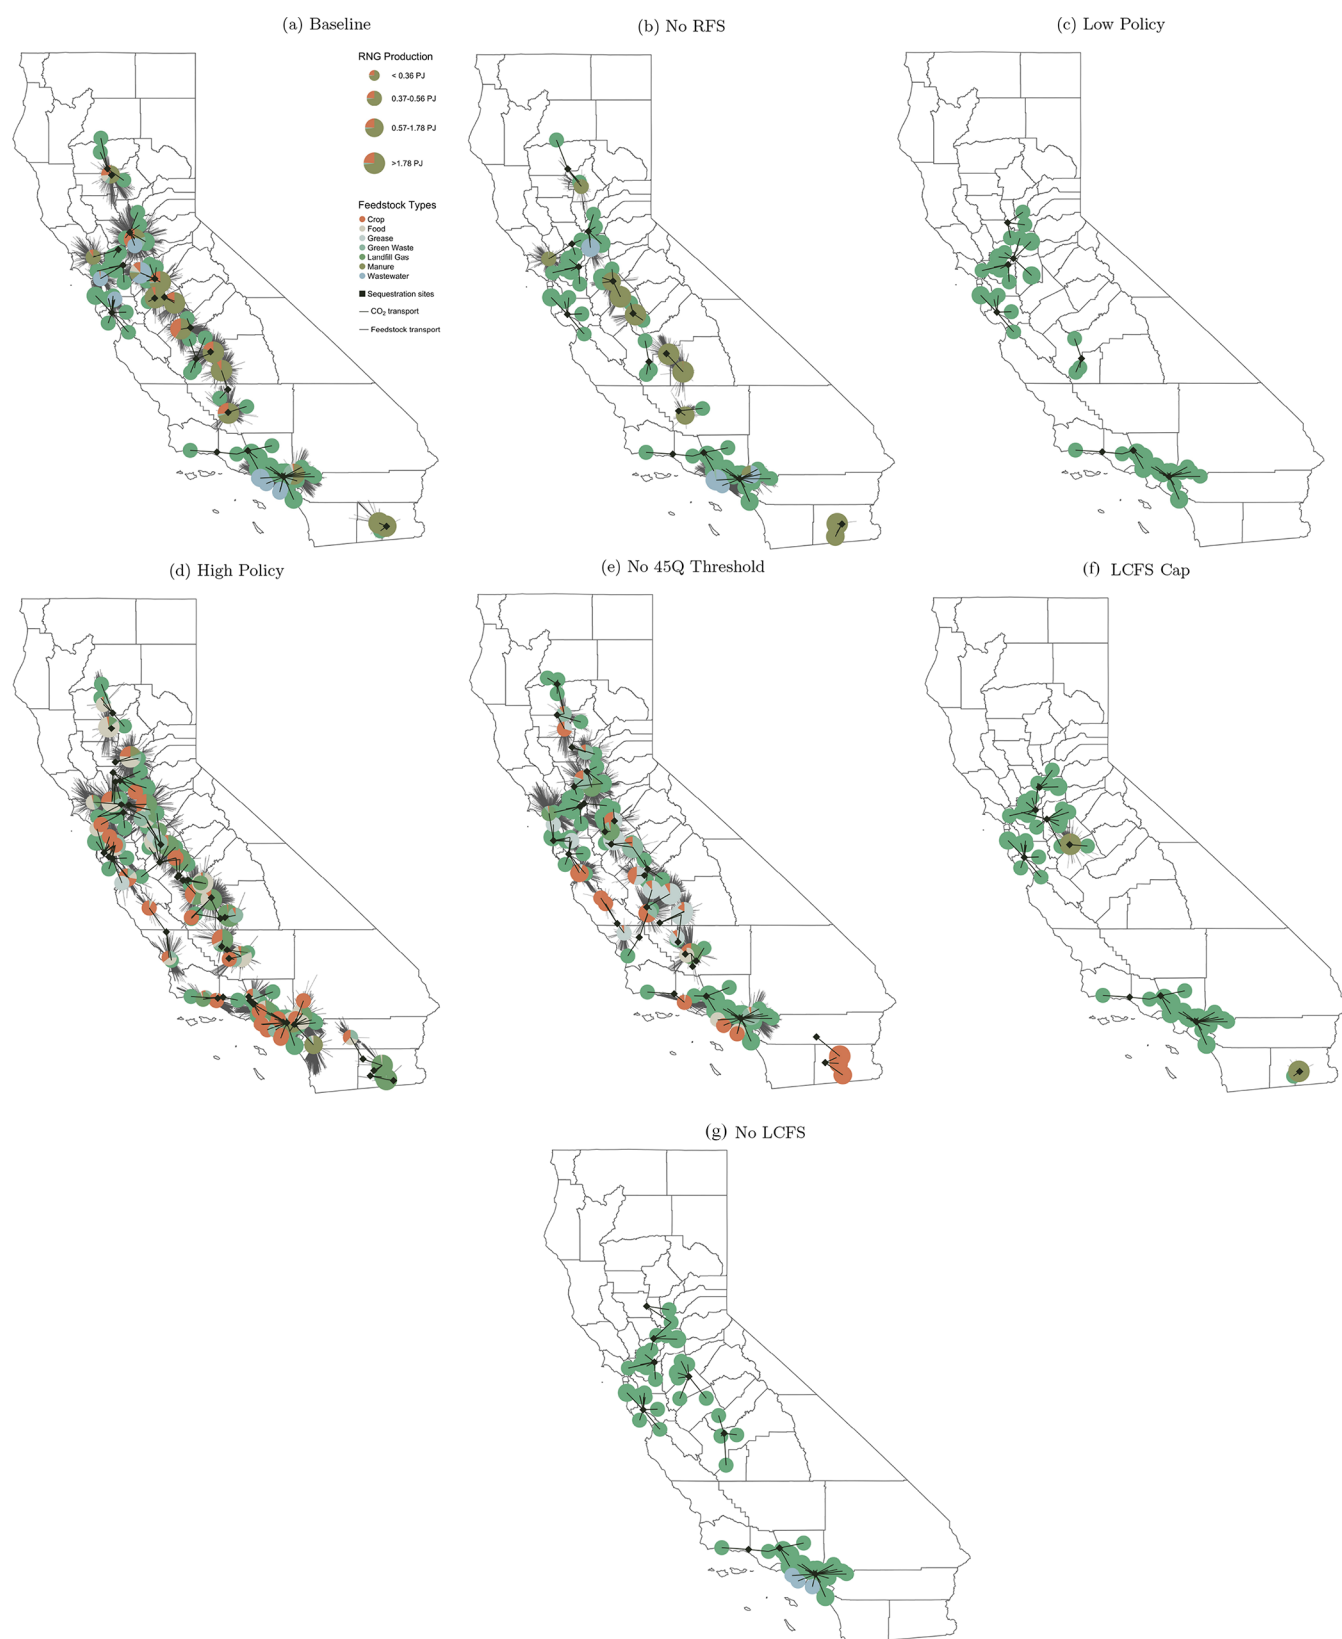 (a) Baseline
(b) No RFS
(c) Low Policy
RNG Production
< 0.36 PJ
0.37-0.56 PJ
0.57-1.78 PJ
>1.78 PJ
Feedstock Types
Crop
Food
Grease
Green Waste
Landfill Gas
Manure
Wastewater
Sequestration sites
CO₂ transport
Feedstock transport
(d) High Policy
(e) No 45Q Threshold
(f) LCFS Cap
(g) No LCFS